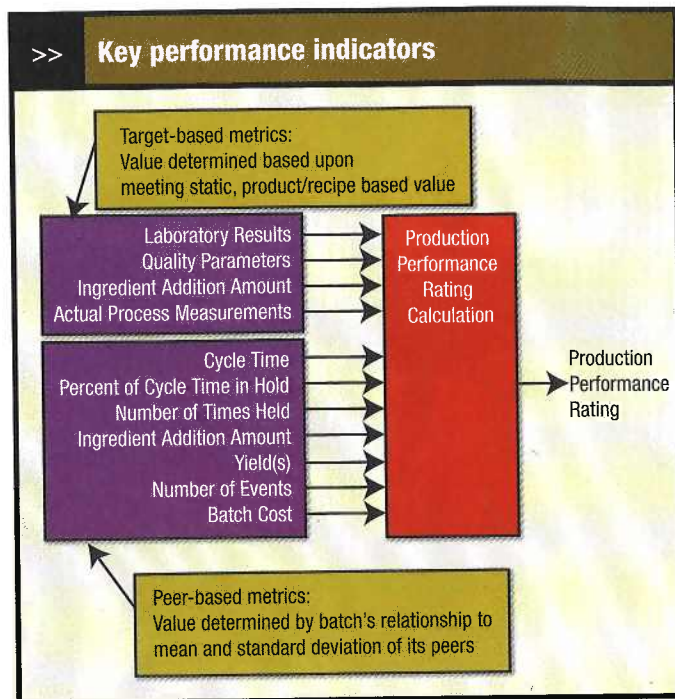 >> Key performance indicators
Target-based metrics:
Value determined based upon
meeting static, product/recipe based value
Laboratory Results
Quality Parameters
Ingredient Addition Amount
Actual Process Measurements
Production
Performance
Rating
Calculation
Cycle Time
Percent of Cycle Time in Hold
Number of Times Held
Ingredient Addition Amount
Yield(s)
Number of Events
Batch Cost
Production
Performance
Rating
Peer-based metrics:
Value determined by batch's relationship to
mean and standard deviation of its peers